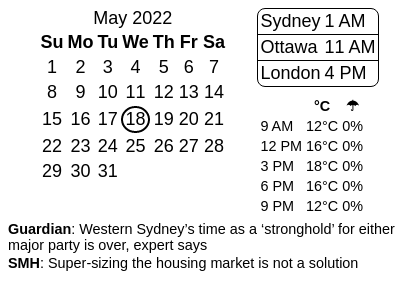 May 2022
Su Mo Tu We Th Fr Sa
1 2 3 4 5 6 7
8 9 10 11 12 13 14
15 16 17 18 19 20 21
22 23 24 25 26 27 28
29 30 31
Sydney 1 AM
Ottawa 11 AM
London 4 PM
°C ☂
9 AM 12°C 0%
12 PM 16°C 0%
3 PM 18°C 0%
6 PM 16°C 0%
9 PM 12°C 0%
Guardian: Western Sydney’s time as a ‘stronghold’ for either
major party is over, expert says
SMH: Super-sizing the housing market is not a solution